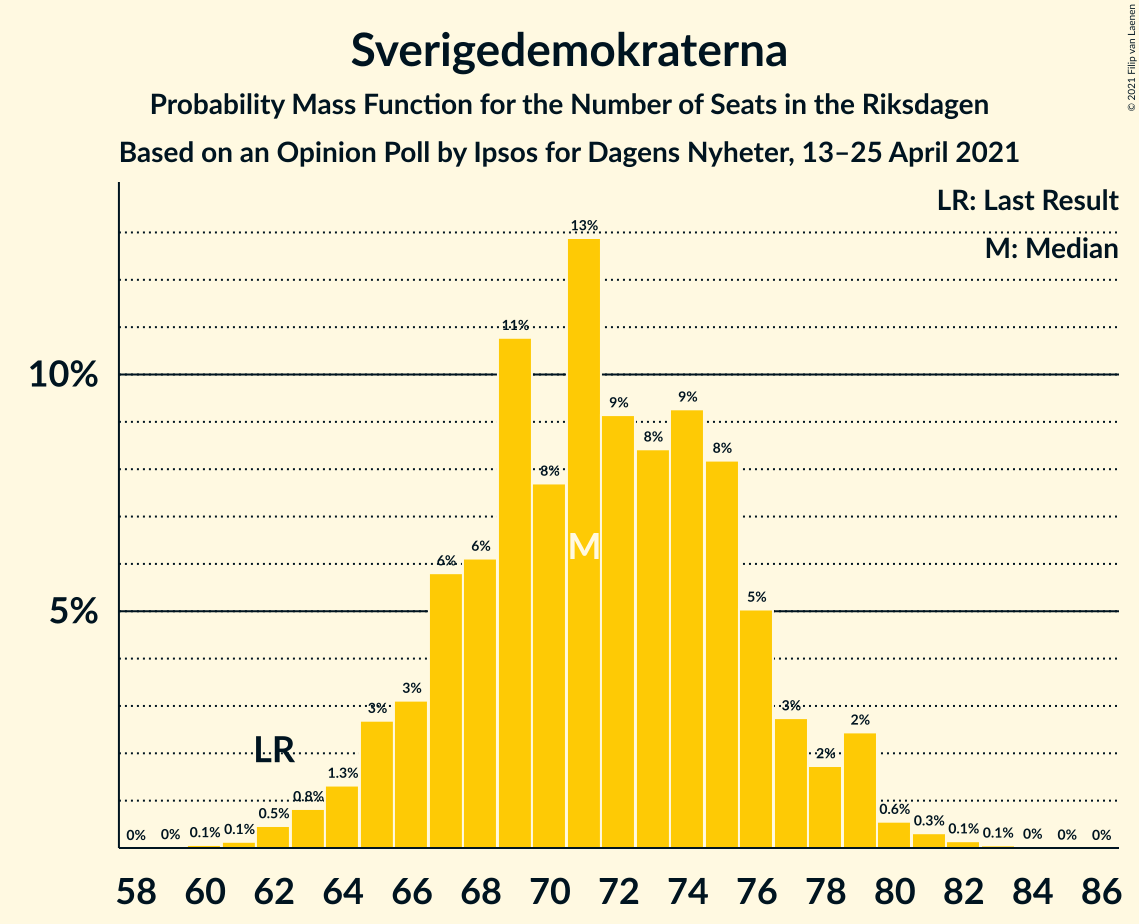 Sverigedemokraterna
Probability Mass Function for the Number of Seats in the Riksdagen
Based on an Opinion Poll by Ipsos for Dagens Nyheter, 13–25 April 2021
© 2021 Filip van Laenen
LR: Last Result
M: Median
10%
5%
0% 0% 0.1% 0.1% 0.5% 0.8% 1.3% 3% 3% 6% 6% 11% 8% 13% 9% 8% 9% 8% 5% 3% 2% 2% 0.6% 0.3% 0.1% 0.1% 0% 0% 0%
LR
M
58 60 62 64 66 68 70 72 74 76 78 80 82 84 86